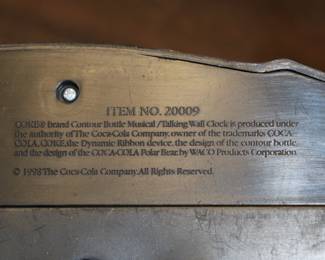 ITEM NO. 20009
COKE® brand Contour Bottle Musical/Talking Wall Clock is produced under
the authority of The Coca-Cola Company, owner of the trademarks COCA-
COLA, COKE, the Dynamic Ribbon device, the design of the contour bottle,
and the design of the COCA-COLA Polar Bear, by WACO Products Corporation.
© 1998 The Coca-Cola Company. All Rights Reserved.